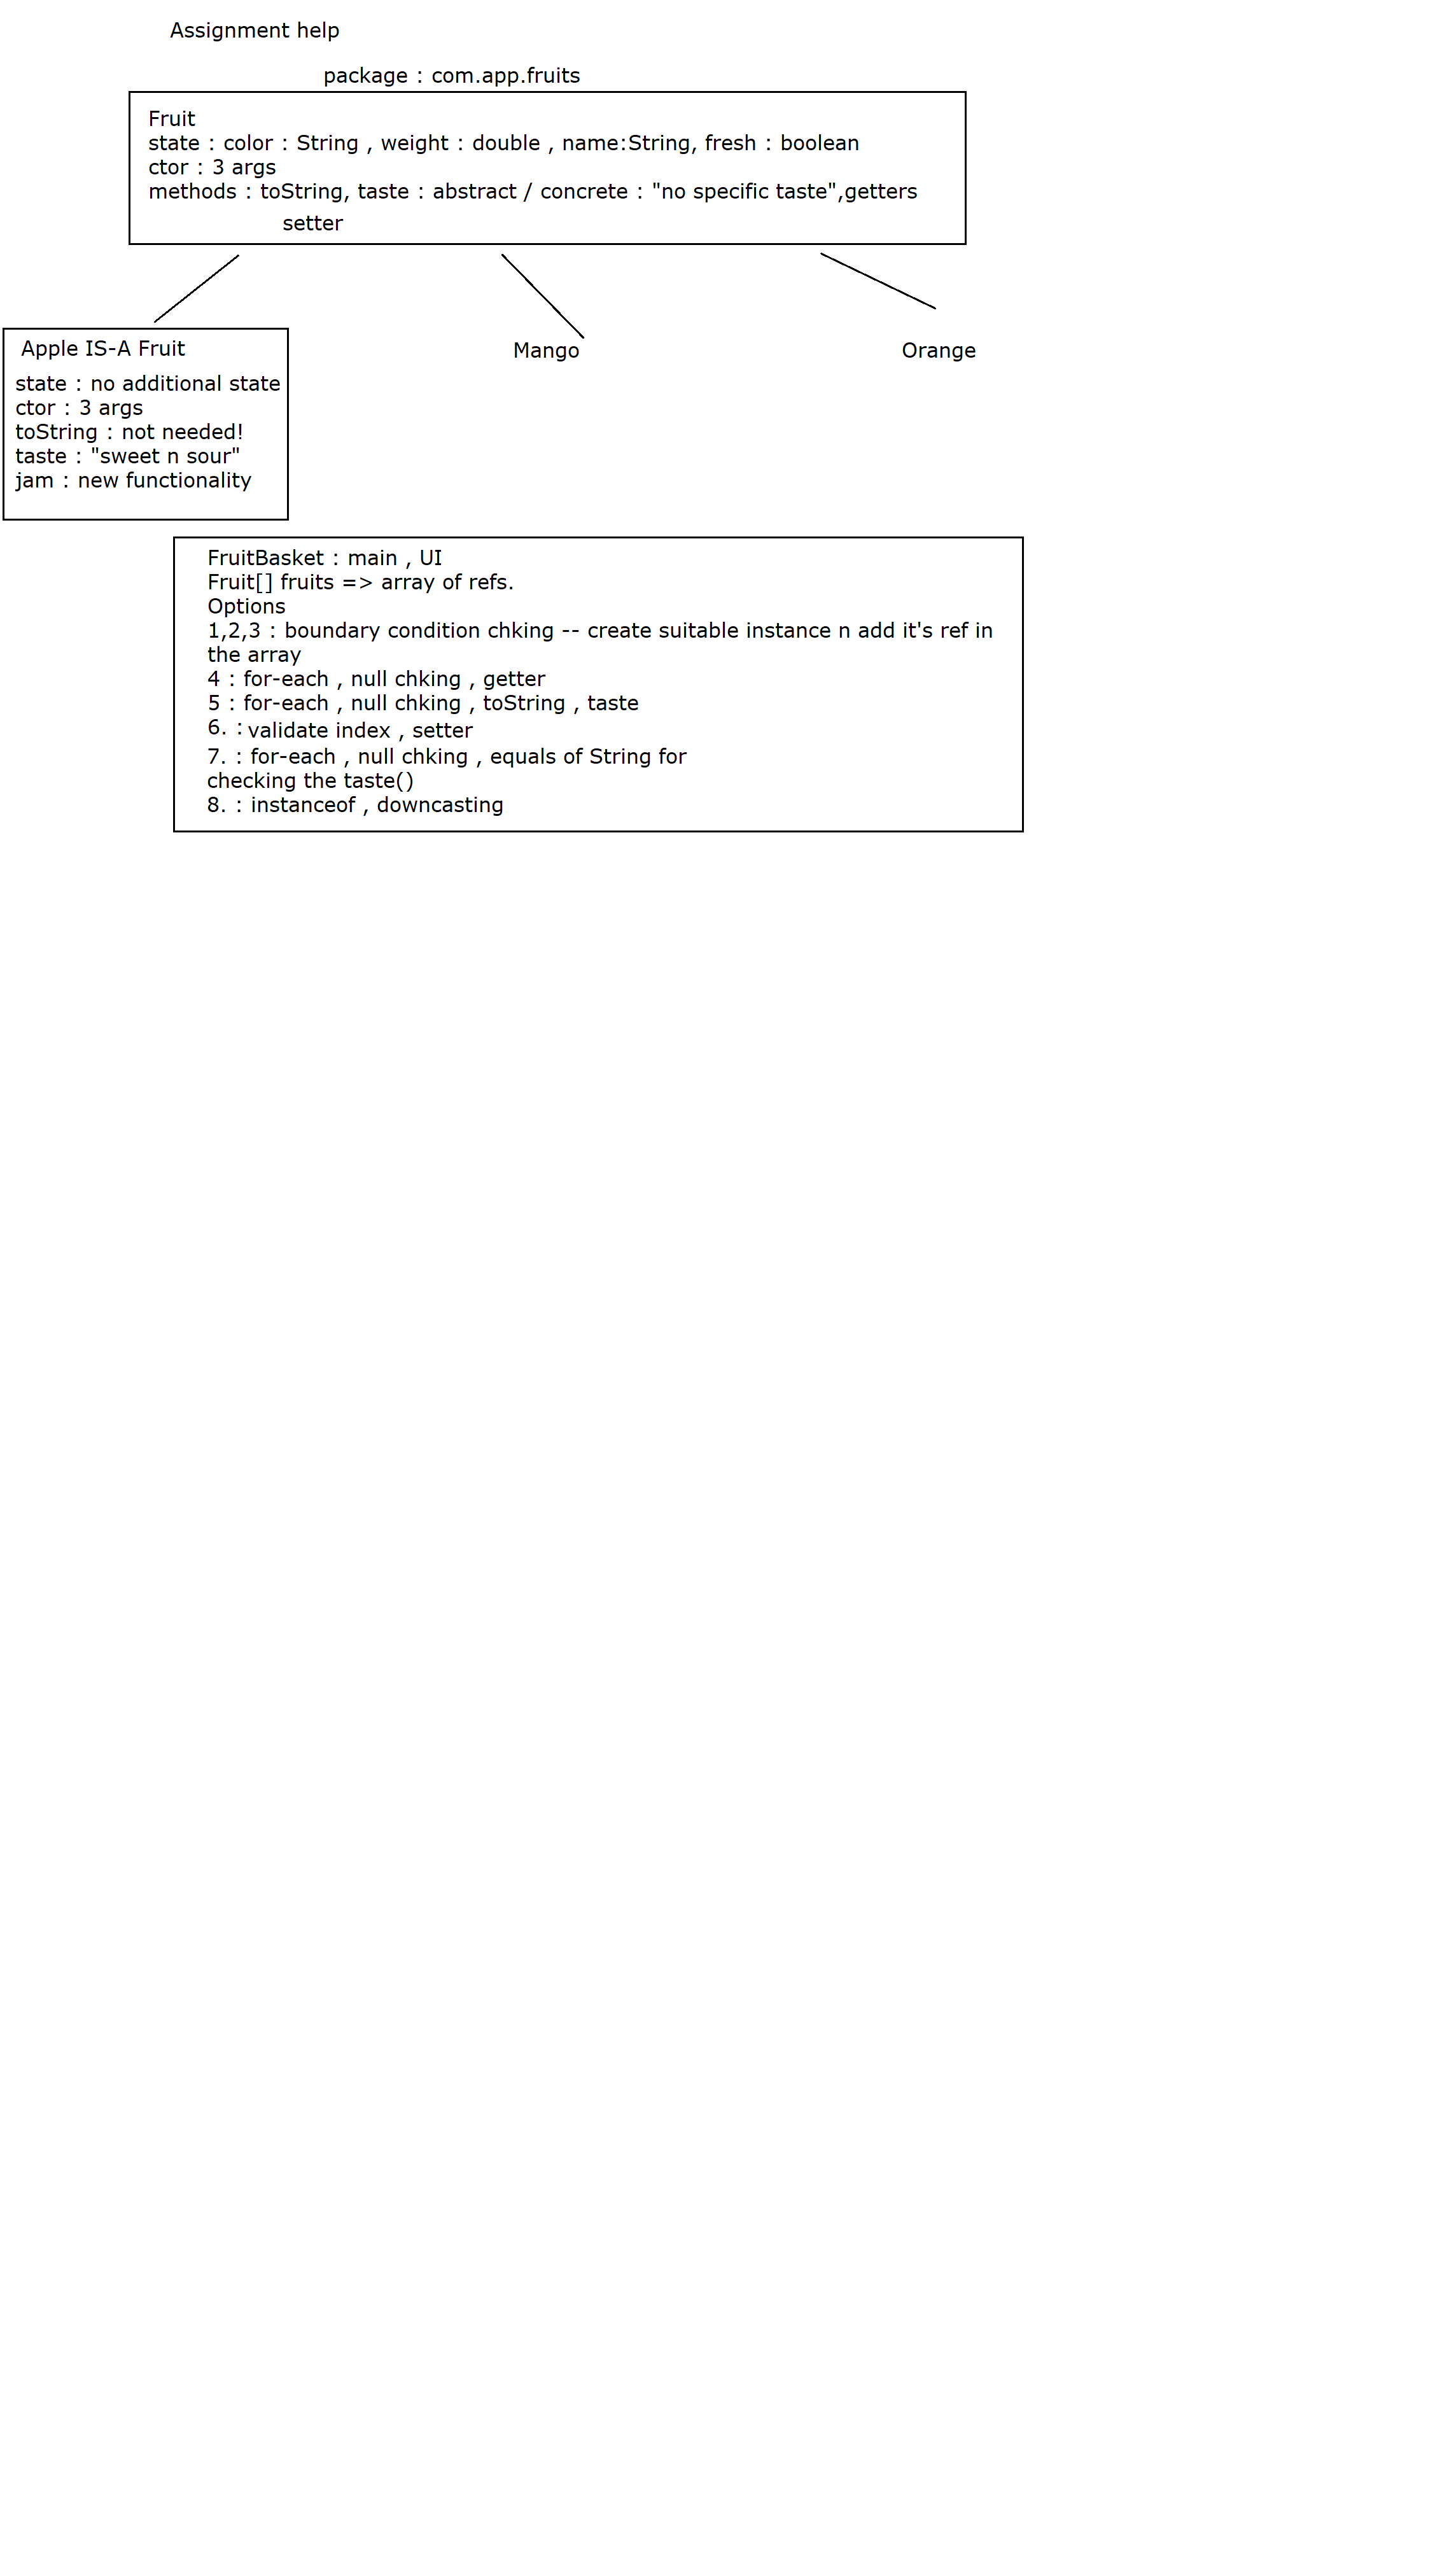 Assignment help
package : com.app.fruits
Fruit
state : color : String , weight : double , name:String, fresh : boolean
ctor : 3 args
methods : toString, taste : abstract / concrete : "no specific taste",getters
setter
Apple IS-A Fruit
state : no additional state
ctor : 3 args
toString : not needed!
taste : "sweet n sour"
jam : new functionality
Mango
Orange
FruitBasket : main , UI
Fruit[] fruits => array of refs.
Options
1,2,3 : boundary condition chking -- create suitable instance n add it's ref in
the array
4 : for-each , null chking , getter
5 : for-each , null chking , toString , taste
6. : validate index , setter
7. : for-each , null chking , equals of String for
checking the taste()
8. : instanceof , downcasting